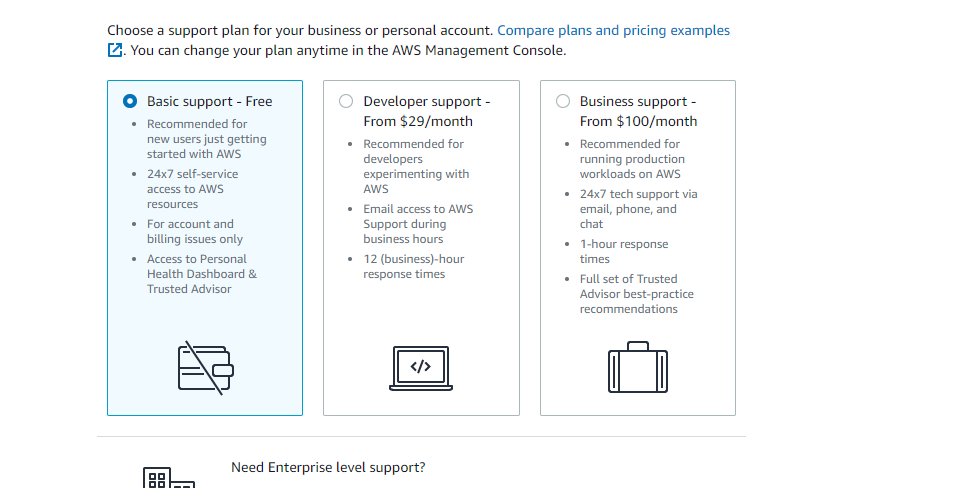 Choose a support plan for your business or personal account. Compare plans and pricing examples
. You can change your plan anytime in the AWS Management Console.
Basic support - Free
Recommended for
new users just getting
started with AWS
24x7 self-service
access to AWS
resources
For account and
billing issues only
Access to Personal
Health Dashboard &
Trusted Advisor
Developer support -
From $29/month
Recommended for
developers
experimenting with
AWS
Email access to AWS
Support during
business hours
12 (business)-hour
response times
</>
Business support -
From $100/month
Recommended for
running production
workloads on AWS
24x7 tech support via
email, phone, and
chat
1-hour response
times
Full set of Trusted
Advisor best-practice
recommendations
Need Enterprise level support?